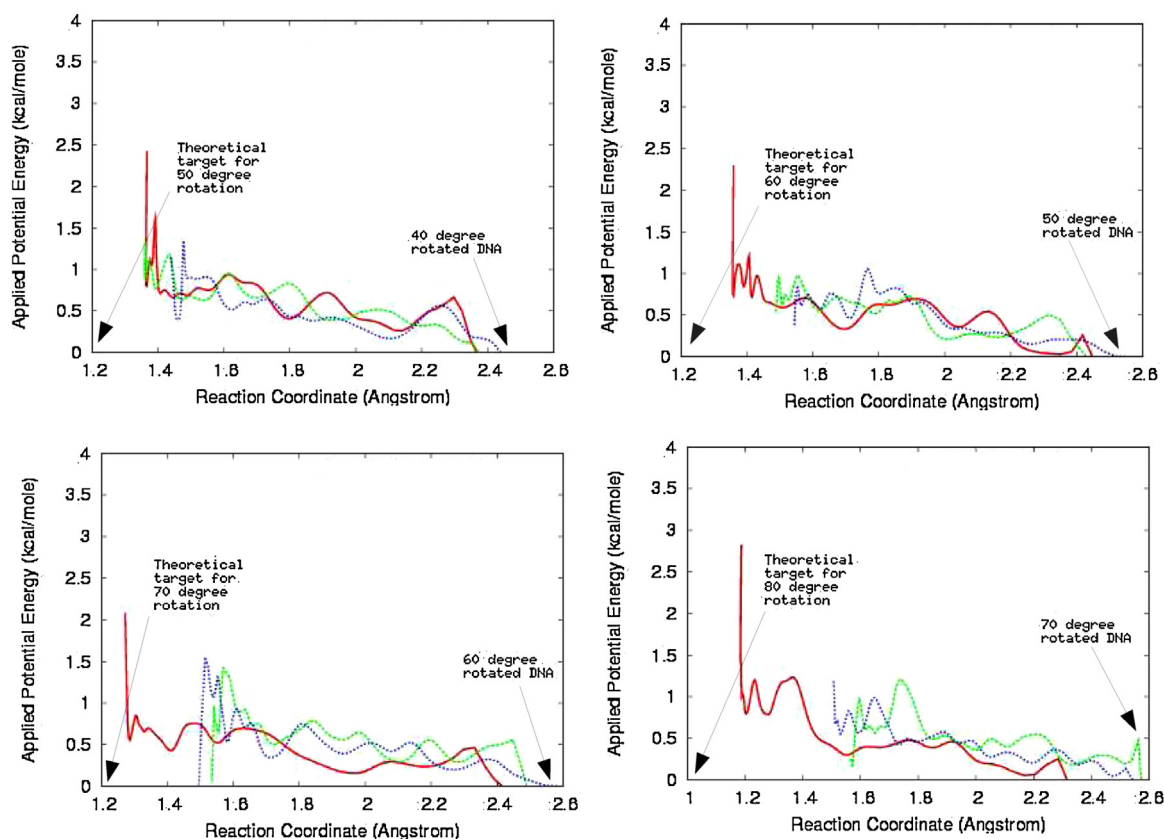 Applied Potential Energy (kcal/mole)
4
3.5
3
2.5
2
1.5
1
0.5
0
Theoretical
target for
50 degree
rotation
40 degree
rotated DNA
1.2 1.4 1.6 1.8 2 2.2 2.4 2.6
Reaction Coordinate (Angstrom)
Applied Potential Energy (kcal/mole)
4
3.5
3
2.5
2
1.5
1
0.5
0
Theoretical
target for
60 degree
rotation
50 degree
rotated DNA
1.2 1.4 1.6 1.8 2 2.2 2.4 2.6
Reaction Coordinate (Angstrom)
Applied Potential Energy (kcal/mole)
4
3.5
3
2.5
2
1.5
1
0.5
0
Theoretical
target for
70 degree
rotation
60 degree
rotated DNA
1.2 1.4 1.6 1.8 2 2.2 2.4 2.6
Reaction Coordinate (Angstrom)
Applied Potential Energy (kcal/mole)
4
3.5
3
2.5
2
1.5
1
0.5
0
Theoretical
target for
80 degree
rotation
70 degree
rotated DNA
1 1.2 1.4 1.6 1.8 2 2.2 2.4 2.6
Reaction Coordinate (Angstrom)